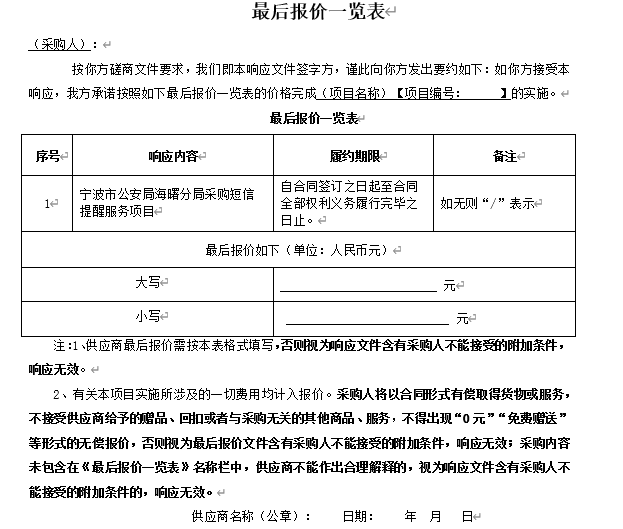 最后报价一览表
（采购人）：
按你方磋商文件要求，我们即本响应文件签字方，谨此向你方发出要约如下：如你方接受本
响应，我方承诺按照如下最后报价一览表的价格完成（项目名称）【项目编号：　　　】的实施。
最后报价一览表
序号 响应内容 履约期限 备注
1 宁波市公安局海曙分局采购短信 自合同签订之日起至合同 如无则“/”表示
提醒服务项目 全部权利义务履行完毕之
日止。
最后报价如下（单位：人民币元）
大写 元
小写 元
注：1、供应商最后报价需按本表格式填写，否则视为响应文件含有采购人不能接受的附加条件，
响应无效。
2、有关本项目实施所涉及的一切费用均计入报价。采购人将以合同形式有偿取得货物或服务，
不接受供应商给予的赠品、回扣或者与采购无关的其他商品、服务，不得出现“0 元”“免费赠送”
等形式的无偿报价，否则视为最后报价文件含有采购人不能接受的附加条件，响应无效；采购内容
未包含在《最后报价一览表》名称栏中，供应商不能作出合理解释的，视为响应文件含有采购人不
能接受的附加条件的，响应无效。
供应商名称（公章）： 日期： 年 月 日